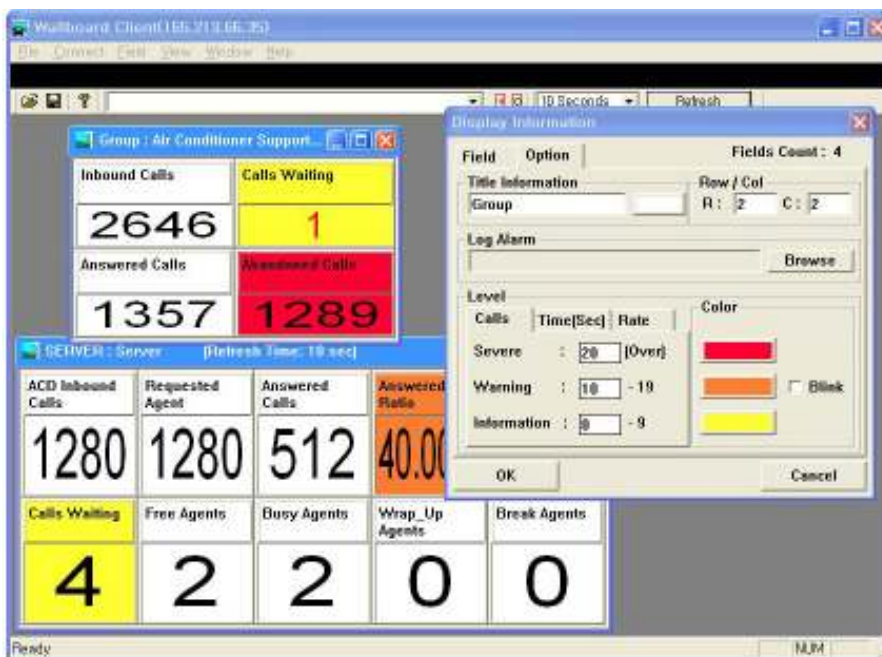 Wallboard Client(165.213.66.35)
File Connect Field View Window Help
10 Seconds Refresh
Group : Air Conditioner Support...
Inbound Calls Calls Waiting
2646 1
Answered Calls Abandoned Calls
1357 1289
Display Information
Field Option Fields Count : 4
Title Information Row / Col
Group R : 2 C : 2
Log Alarm
Browse
Level Color
Calls Time(Sec) Rate
Severe : 20 (Over)
Warning : 10 - 19 Blink
Information : 0 - 9
OK Cancel
SERVER : Server (Refresh Time: 10 sec)
ACD Inbound Calls
Requested Agent
Answered Calls
Answered Ratio
1280 1280 512 40.00
Calls Waiting Free Agents Busy Agents Wrap_Up Agents Break Agents
4 2 2 0 0
Ready NUM